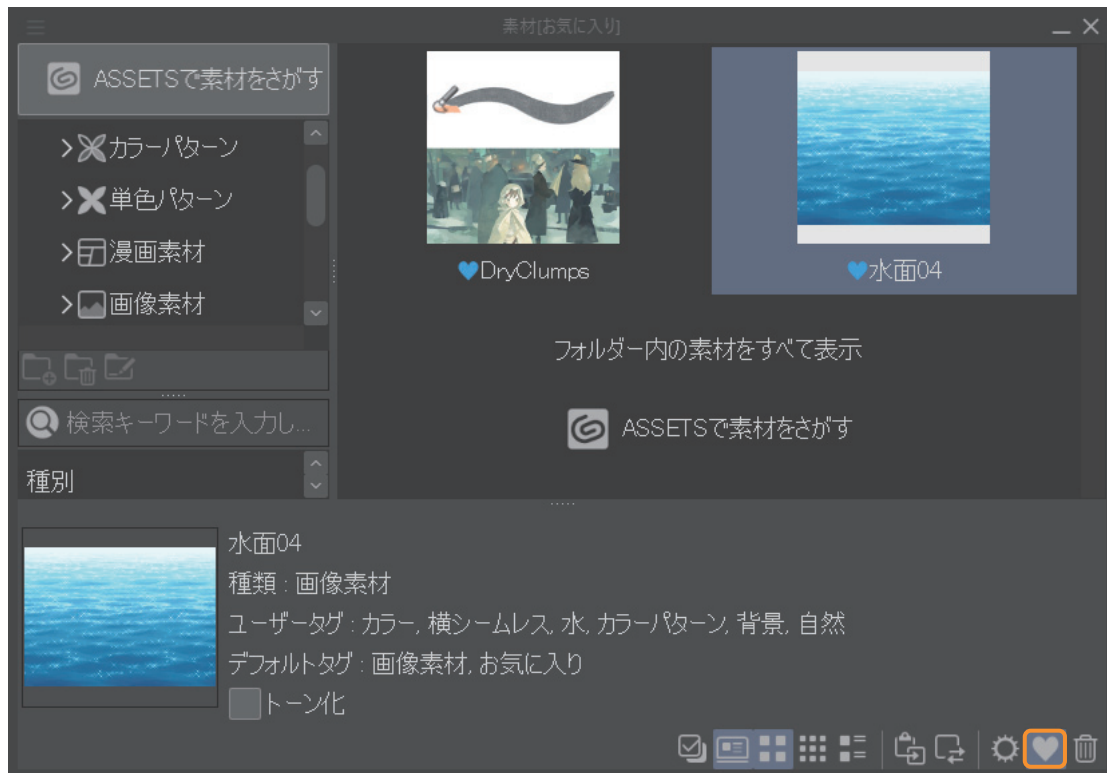 素材[お気に入り]
ASSETSで素材をさがす
カラーパターン
単色パターン
漫画素材
画像素材
検索キーワードを入力し...
種別
DryClumps
水面04
フォルダー内の素材をすべて表示
ASSETSで素材をさがす
水面04
種類 : 画像素材
ユーザータグ : カラー, 横シームレス, 水, カラーパターン, 背景, 自然
デフォルトタグ : 画像素材, お気に入り
トーン化